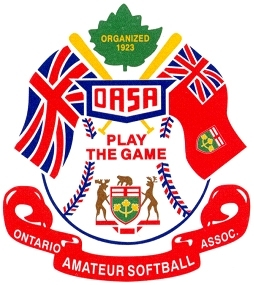 ORGANIZED
1923
OASA
PLAY
THE GAME
ONTARIO
AMATEUR SOFTBALL
ASSOC.